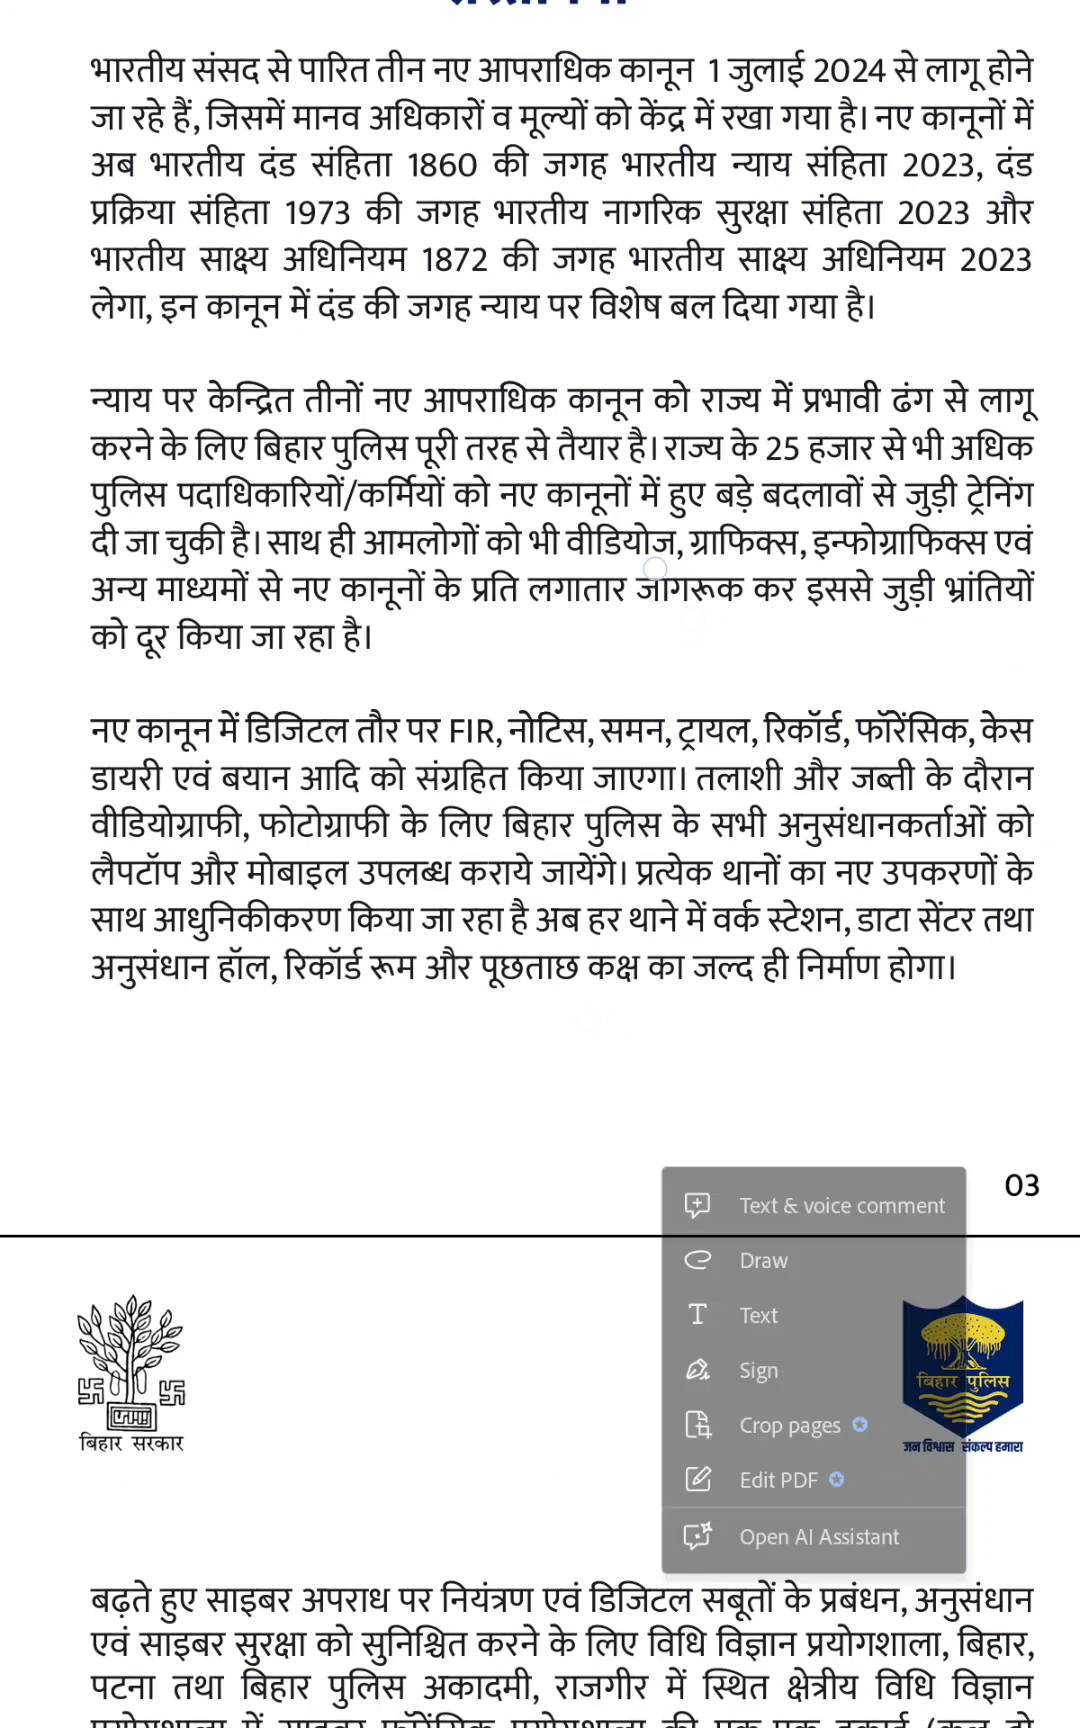 भारतीय संसद से पारित तीन नए आपराधिक कानून 1 जुलाई 2024 से लागू होने
जा रहे हैं, जिसमें मानव अधिकारों व मूल्यों को केंद्र में रखा गया है। नए कानूनों में
अब भारतीय दंड संहिता 1860 की जगह भारतीय न्याय संहिता 2023, दंड
प्रक्रिया संहिता 1973 की जगह भारतीय नागरिक सुरक्षा संहिता 2023 और
भारतीय साक्ष्य अधिनियम 1872 की जगह भारतीय साक्ष्य अधिनियम 2023
लेगा, इन कानून में दंड की जगह न्याय पर विशेष बल दिया गया है।
न्याय पर केन्द्रित तीनों नए आपराधिक कानून को राज्य में प्रभावी ढंग से लागू
करने के लिए बिहार पुलिस पूरी तरह से तैयार है। राज्य के 25 हजार से भी अधिक
पुलिस पदाधिकारियों/कर्मियों को नए कानूनों में हुए बड़े बदलावों से जुड़ी ट्रेनिंग
दी जा चुकी है। साथ ही आमलोगों को भी वीडियोज, ग्राफिक्स, इन्फोग्राफिक्स एवं
अन्य माध्यमों से नए कानूनों के प्रति लगातार जागरूक कर इससे जुड़ी भ्रांतियों
को दूर किया जा रहा है।
नए कानून में डिजिटल तौर पर FIR, नोटिस, समन, ट्रायल, रिकॉर्ड, फॉरेंसिक, केस
डायरी एवं बयान आदि को संग्रहित किया जाएगा। तलाशी और जब्ती के दौरान
वीडियोग्राफी, फोटोग्राफी के लिए बिहार पुलिस के सभी अनुसंधानकर्ताओं को
लैपटॉप और मोबाइल उपलब्ध कराये जायेंगे। प्रत्येक थानों का नए उपकरणों के
साथ आधुनिकीकरण किया जा रहा है अब हर थाने में वर्क स्टेशन, डाटा सेंटर तथा
अनुसंधान हॉल, रिकॉर्ड रूम और पूछताछ कक्ष का जल्द ही निर्माण होगा।
03
Text & voice comment
Draw
Text
Sign
Crop pages
Edit PDF
Open AI Assistant
बिहार सरकार
बिहार पुलिस
जन विश्वास संकल्प हमारा
बढ़ते हुए साइबर अपराध पर नियंत्रण एवं डिजिटल सबूतों के प्रबंधन, अनुसंधान
एवं साइबर सुरक्षा को सुनिश्चित करने के लिए विधि विज्ञान प्रयोगशाला, बिहार,
पटना तथा बिहार पुलिस अकादमी, राजगीर में स्थित क्षेत्रीय विधि विज्ञान